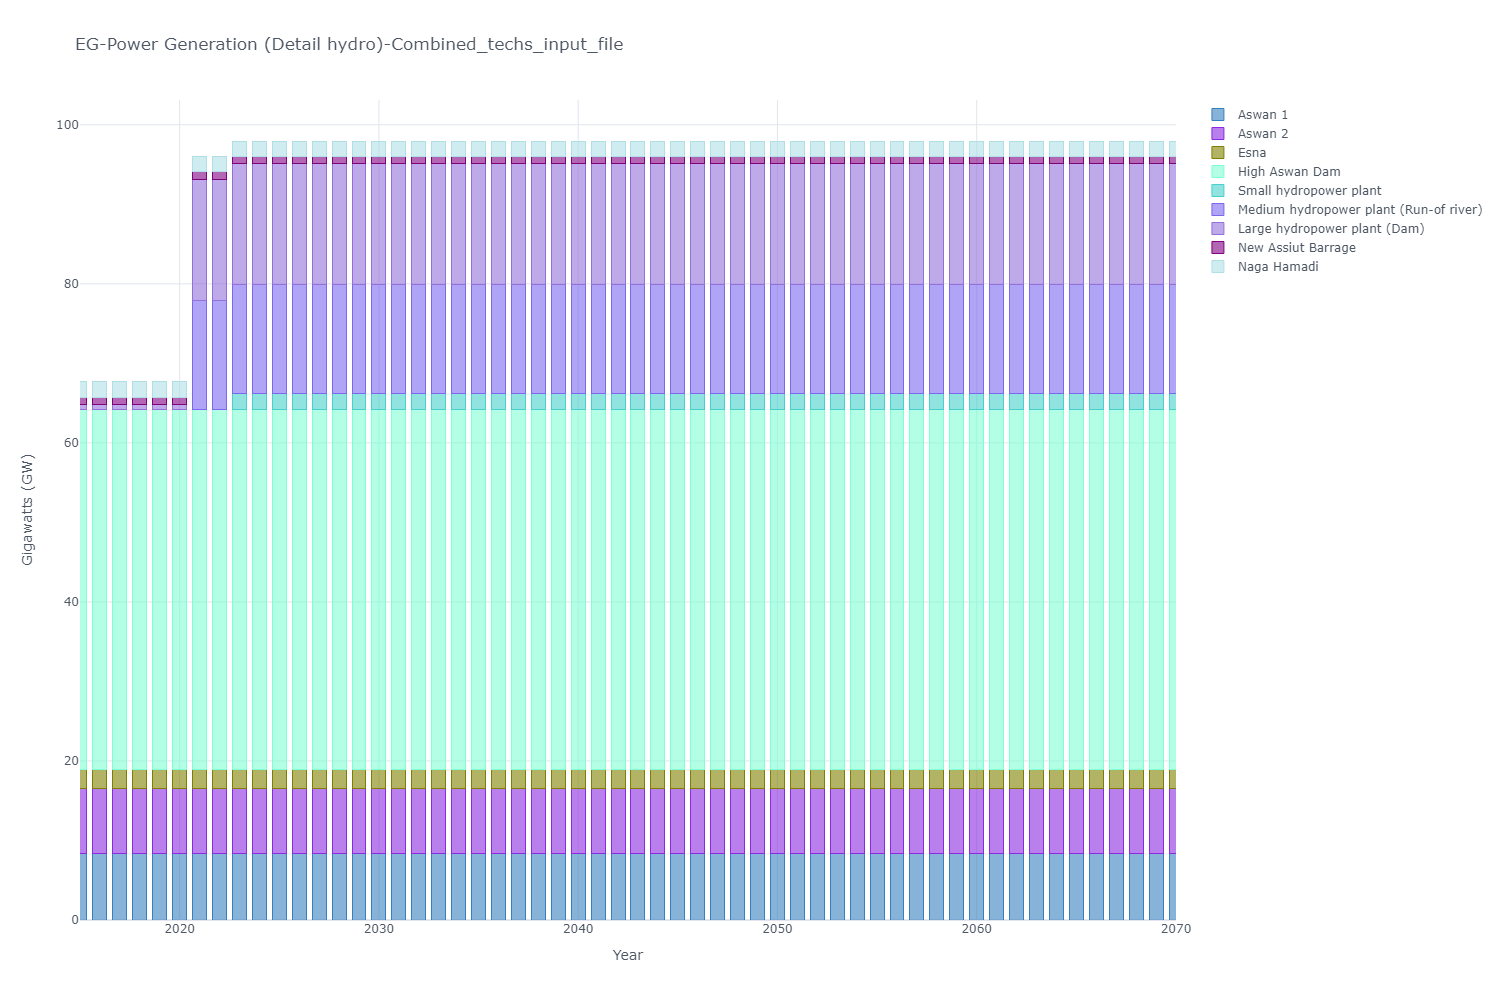 EG-Power Generation (Detail hydro)-Combined_techs_input_file
100
80
60
40
20
0
Gigawatts (GW)
2020
2030
2040
2050
2060
2070
Year
Aswan 1
Aswan 2
Esna
High Aswan Dam
Small hydropower plant
Medium hydropower plant (Run-of river)
Large hydropower plant (Dam)
New Assiut Barrage
Naga Hamadi